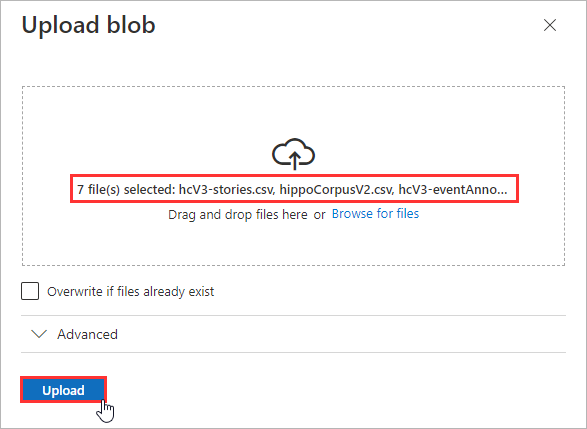 Upload blob
7 file(s) selected: hcV3-stories.csv, hippoCorpusV2.csv, hcV3-eventAnno...
Drag and drop files here or Browse for files
Overwrite if files already exist
Advanced
Upload